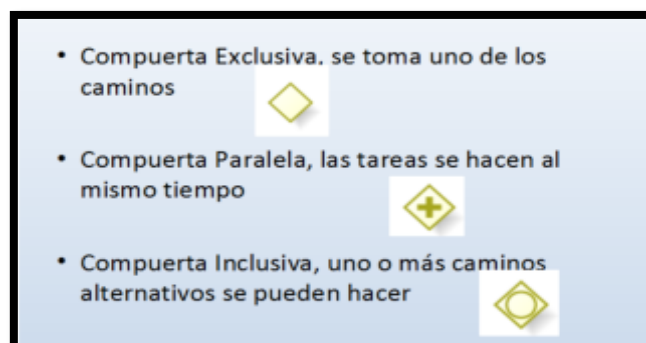 • Compuerta Exclusiva. se toma uno de los
caminos
• Compuerta Paralela, las tareas se hacen al
mismo tiempo
• Compuerta Inclusiva, uno o más caminos
alternativos se pueden hacer